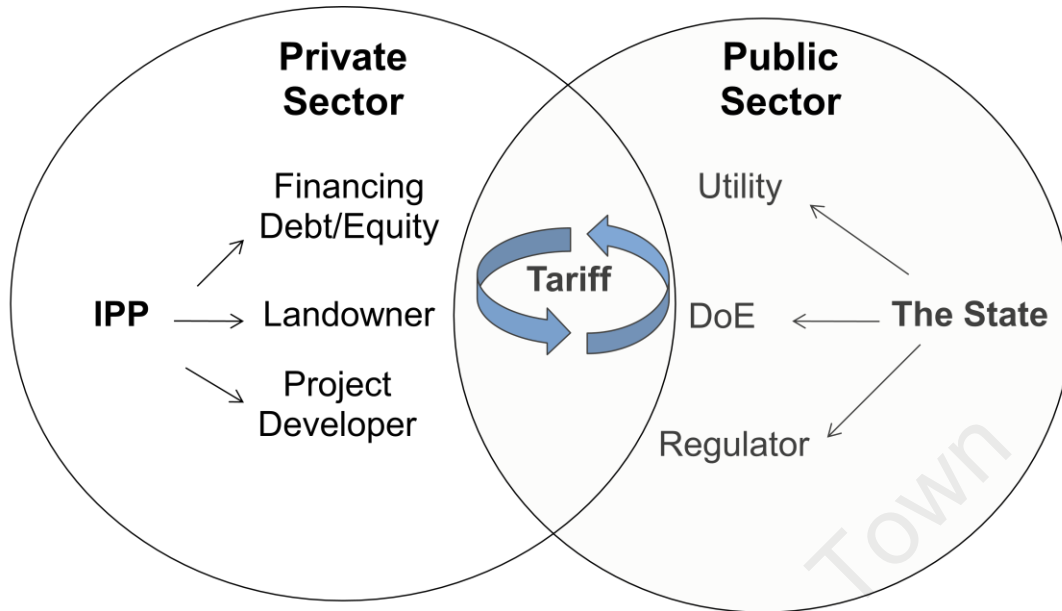 Private
Sector
Public
Sector
Financing
Debt/Equity
Utility
Tariff
IPP
Landowner
DoE
The State
Project
Developer
Regulator
Town